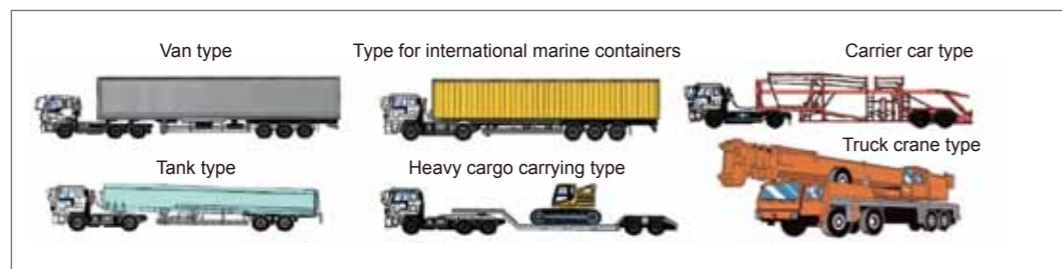 Van type
Type for international marine containers
Carrier car type
Tank type
Heavy cargo carrying type
Truck crane type